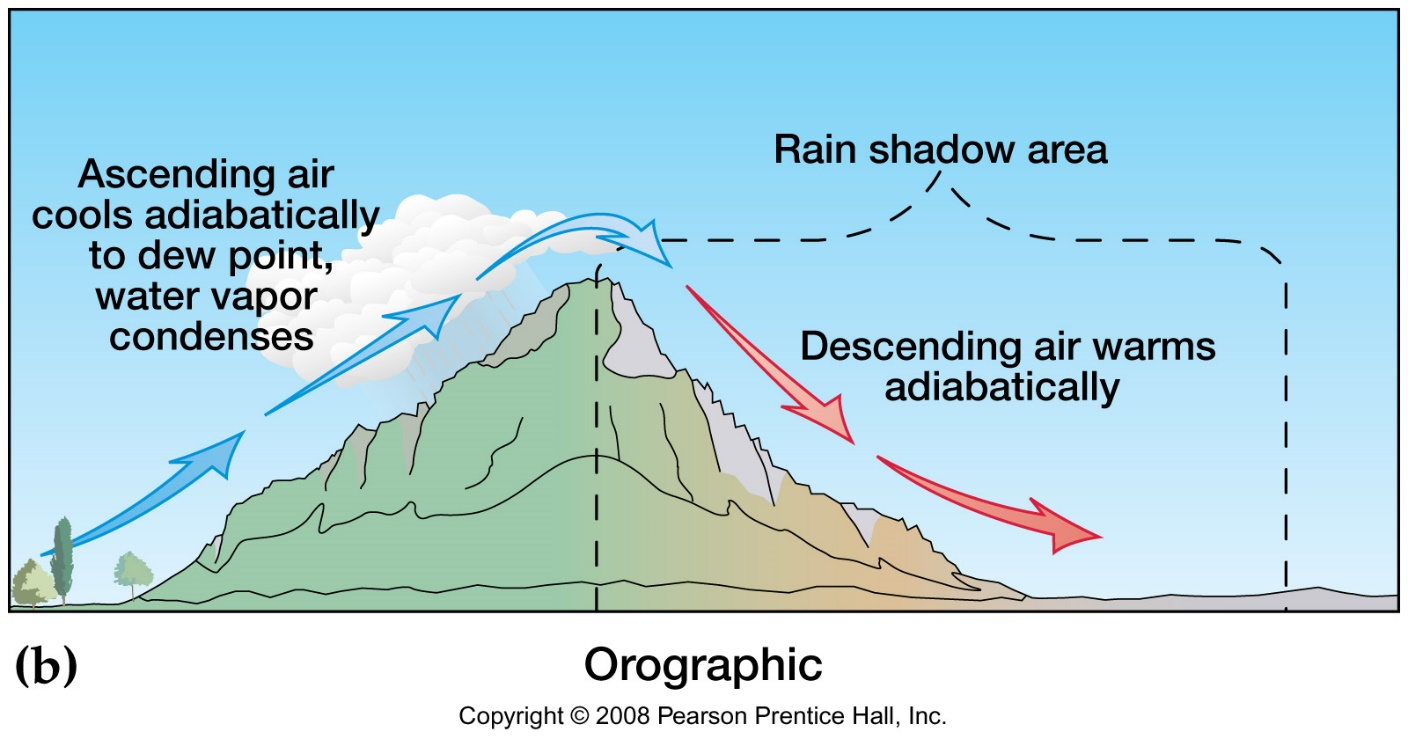 Ascending air
cools adiabatically
to dew point,
water vapor
condenses
Rain shadow area
Descending air warms
adiabatically
(b)
Orographic
Copyright © 2008 Pearson Prentice Hall, Inc.